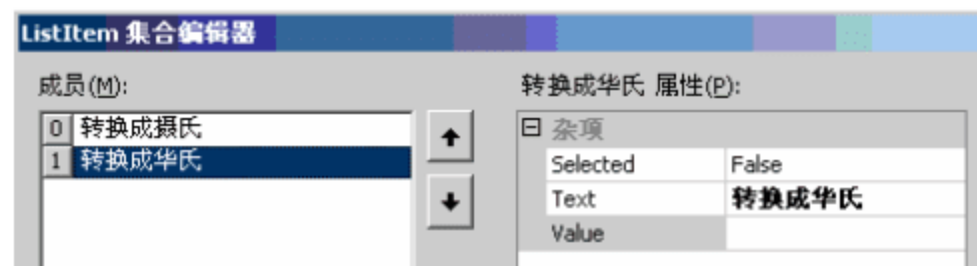 ListItem 集合编辑器
成员(M):
0 转换成摄氏
1 转换成华氏
转换成华氏 属性(P):
杂项
Selected False
Text 转换成华氏
Value